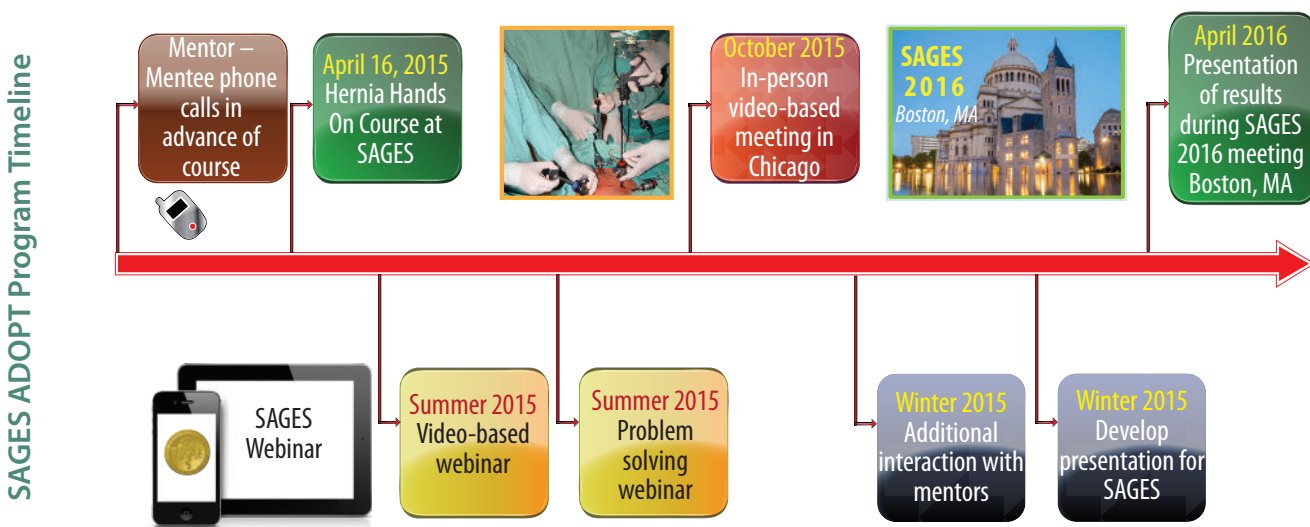 SAGES ADOPT Program Timeline
Mentor –
Mentee phone
calls in
advance of
course
April 16, 2015
Hernia Hands
On Course at
SAGES
October 2015
In-person
video-based
meeting in
Chicago
SAGES
2016
Boston, MA
April 2016
Presentation
of results
during SAGES
2016 meeting
Boston, MA
SAGES
Webinar
Summer 2015
Video-based
webinar
Summer 2015
Problem
solving
webinar
Winter 2015
Additional
interaction with
mentors
Winter 2015
Develop
presentation for
SAGES